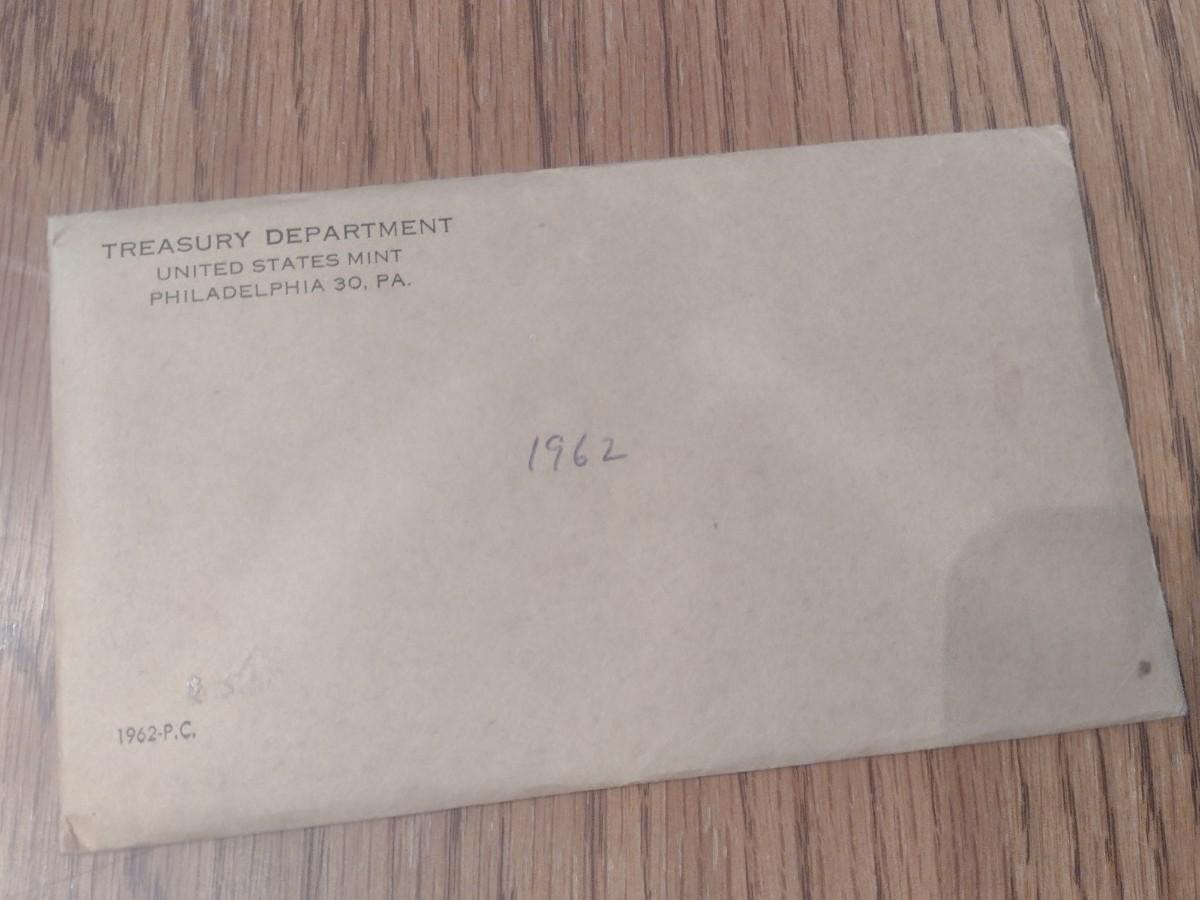 TREASURY DEPARTMENT
UNITED STATES MINT
PHILADELPHIA 30, PA.
1962
1962-P.C.